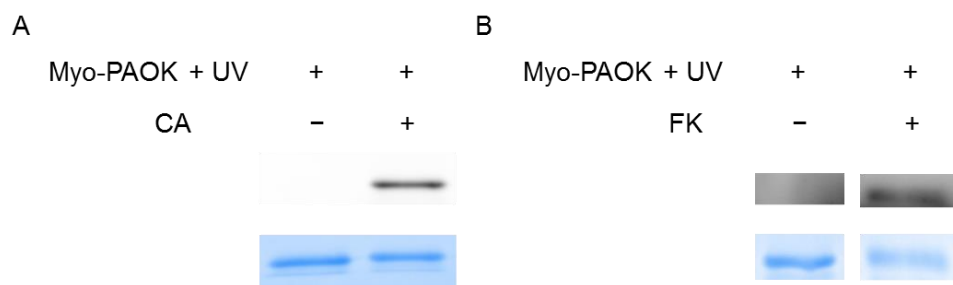 A
Myo-PAOK + UV + +
CA − +
B
Myo-PAOK + UV + +
FK − +